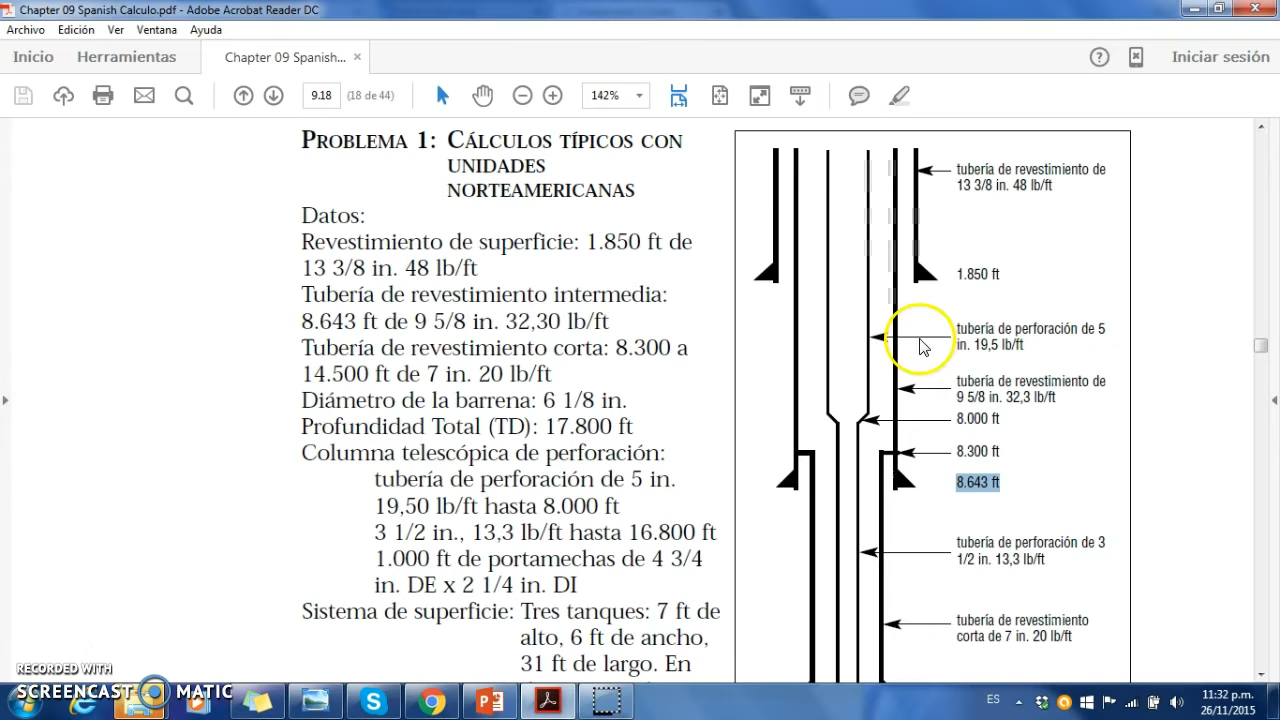 Chapter 09 Spanish Calculo.pdf - Adobe Acrobat Reader DC
Archivo Edición Ver Ventana Ayuda
Inicio Herramientas Chapter 09 Spanish... × Iniciar sesión
9.18 (18 de 44) 142%
PROBLEMA 1: CÁLCULOS TÍPICOS CON
UNIDADES
NORTEAMERICANAS
Datos:
Revestimiento de superficie: 1.850 ft de
13 3/8 in. 48 lb/ft
Tubería de revestimiento intermedia:
8.643 ft de 9 5/8 in. 32,30 lb/ft
Tubería de revestimiento corta: 8.300 a
14.500 ft de 7 in. 20 lb/ft
Diámetro de la barrena: 6 1/8 in.
Profundidad Total (TD): 17.800 ft
Columna telescópica de perforación:
tubería de perforación de 5 in.
19,50 lb/ft hasta 8.000 ft
3 1/2 in., 13,3 lb/ft hasta 16.800 ft
1.000 ft de portamechas de 4 3/4
in. DE x 2 1/4 in. DI
Sistema de superficie: Tres tanques: 7 ft de
alto, 6 ft de ancho,
31 ft de largo. En
tubería de revestimiento de
13 3/8 in. 48 lb/ft
1.850 ft
tubería de perforación de 5
in. 19,5 lb/ft
tubería de revestimiento de
9 5/8 in. 32,3 lb/ft
8.000 ft
8.300 ft
8.643 ft
tubería de perforación de 3
1/2 in. 13,3 lb/ft
tubería de revestimiento
corta de 7 in. 20 lb/ft
RECORDED WITH
SCREENCAST MATIC
ES
11:32 p.m.
26/11/2015